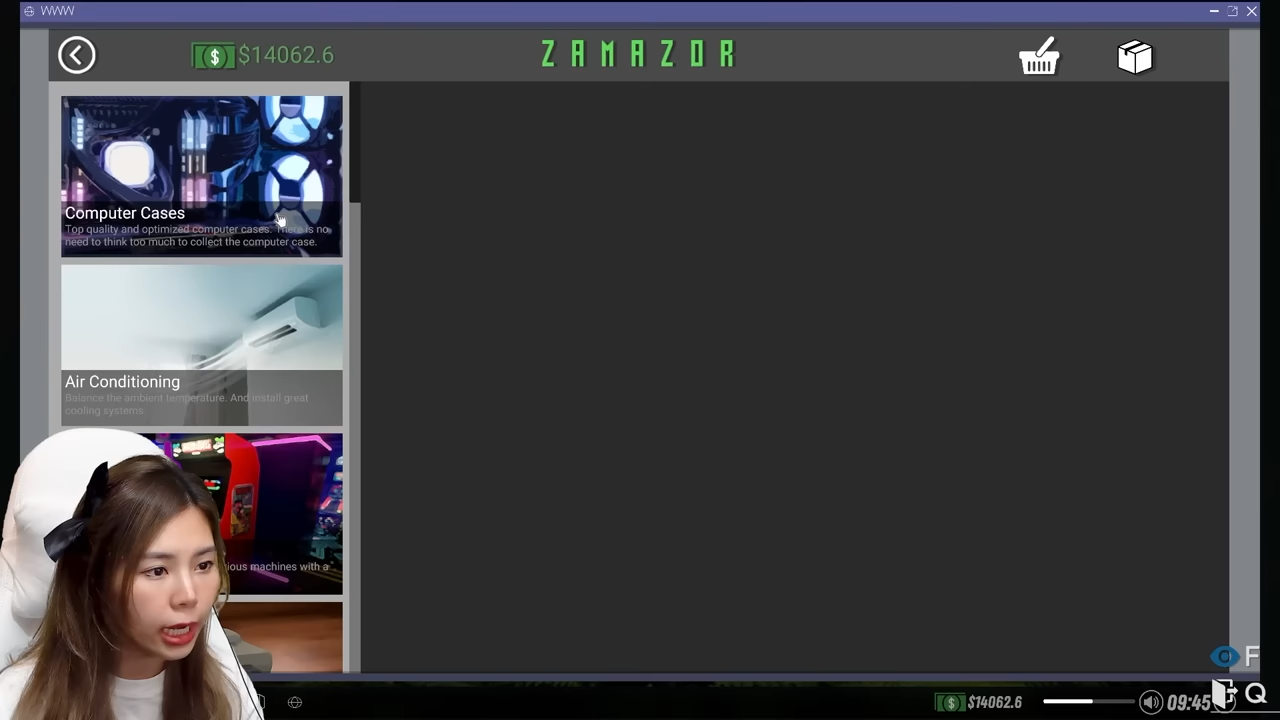 WWW
$14062.6
ZAMAZOR
Computer Cases
Top quality and optimized computer cases. There is no
need to think too much to collect the computer case.
Air Conditioning
Balance the ambient temperature. And install great
cooling systems.
ious machines with a
F
$14062.6
09:45
Q